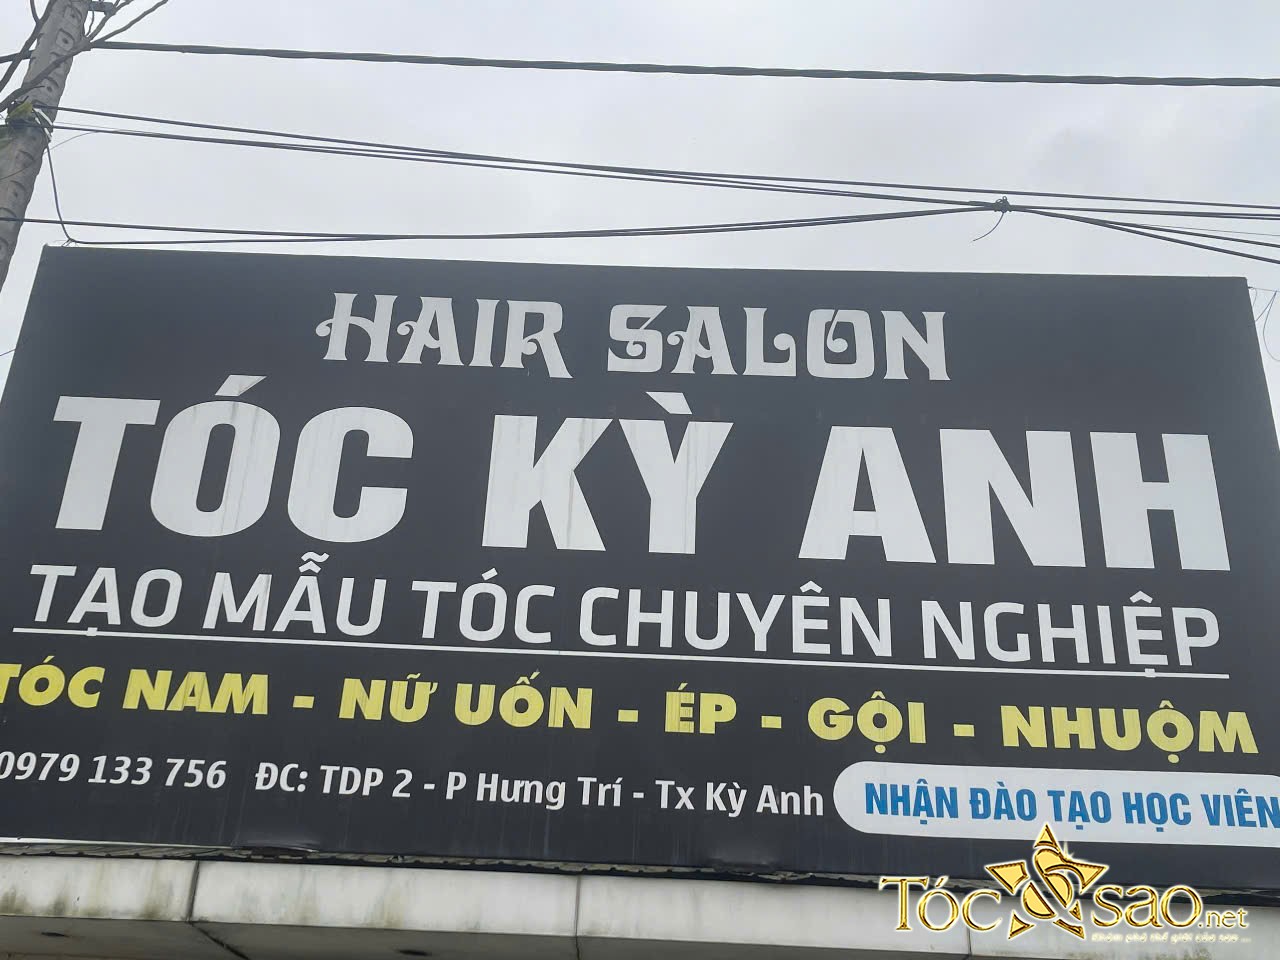 HAIR SALON
TÓC KỲ ANH
TẠO MẪU TÓC CHUYÊN NGHIỆP
TÓC NAM - NỮ UỐN - ÉP - GỘI - NHUỘM
0979 133 756 ĐC: TDP 2 - P Hưng Trí - Tx Kỳ Anh
NHẬN ĐÀO TẠO HỌC VIÊN
Tóc sao.net